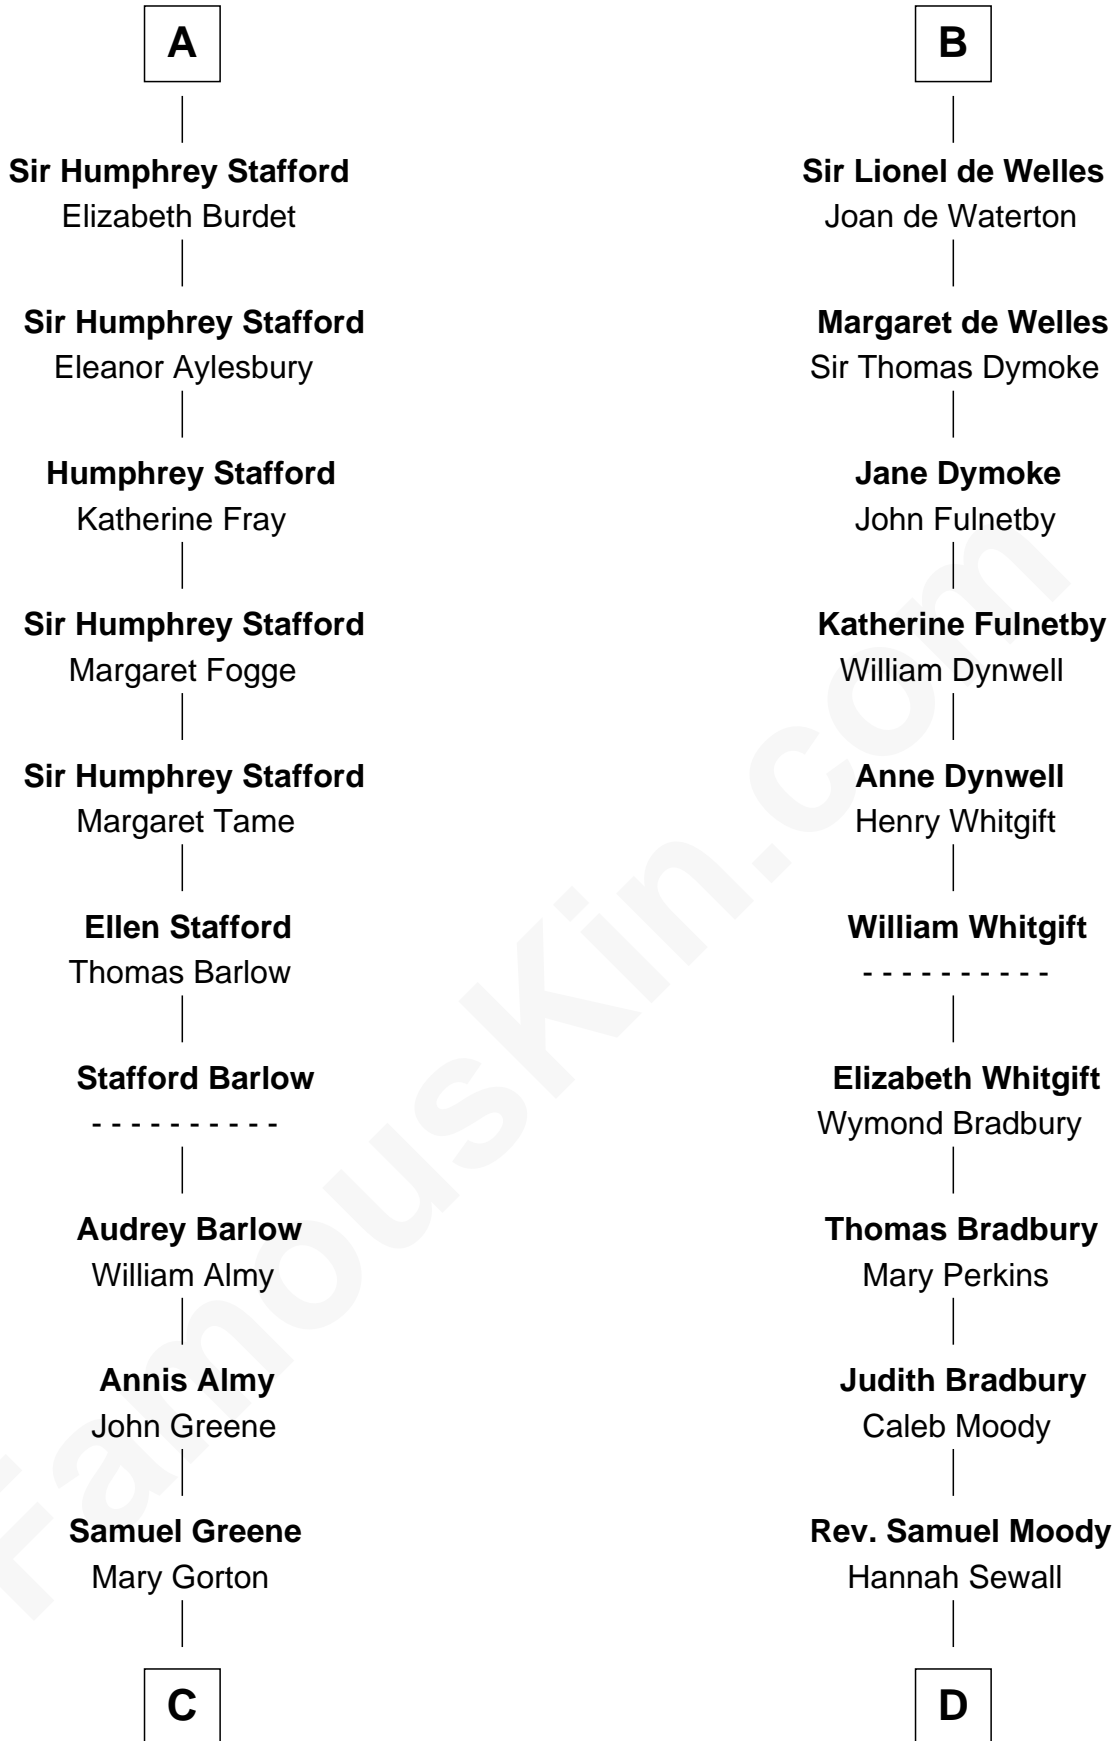 A
Sir Humphrey Stafford
Elizabeth Burdet
Sir Humphrey Stafford
Eleanor Aylesbury
Humphrey Stafford
Katherine Fray
Sir Humphrey Stafford
Margaret Fogge
Sir Humphrey Stafford
Margaret Tame
Ellen Stafford
Thomas Barlow
Stafford Barlow
- - - - - - - - - -
Audrey Barlow
William Almy
Annis Almy
John Greene
Samuel Greene
Mary Gorton
C
B
Sir Lionel de Welles
Joan de Waterton
Margaret de Welles
Sir Thomas Dymoke
Jane Dymoke
John Fulnetby
Katherine Fulnetby
William Dynwell
Anne Dynwell
Henry Whitgift
William Whitgift
- - - - - - - - - -
Elizabeth Whitgift
Wymond Bradbury
Thomas Bradbury
Mary Perkins
Judith Bradbury
Caleb Moody
Rev. Samuel Moody
Hannah Sewall
D
FamousKin.com